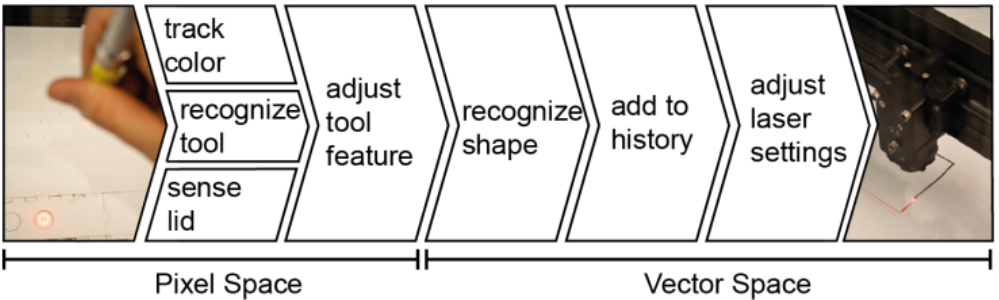 track
color
recognize
tool
sense
lid
adjust
tool
feature
recognize
shape
add to
history
adjust
laser
settings
Pixel Space
Vector Space